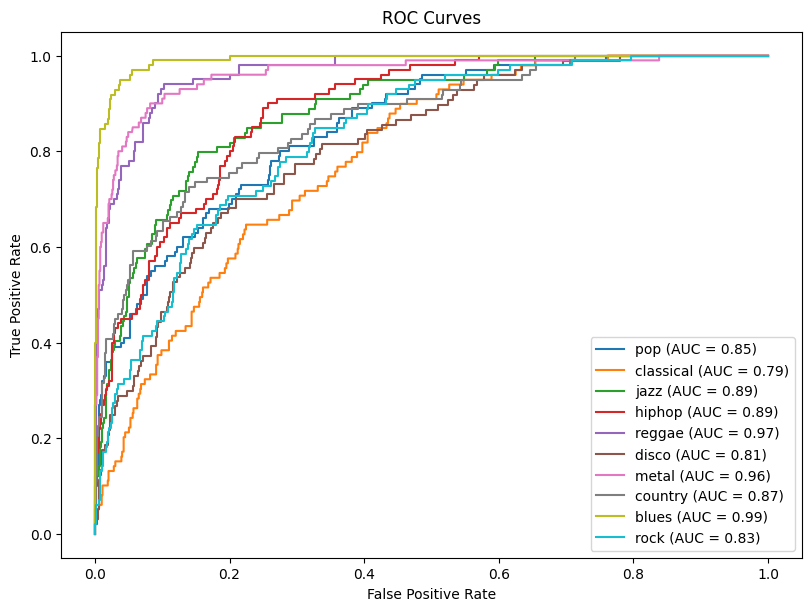 ROC Curves
True Positive Rate
1.0
0.8
0.6
0.4
0.2
0.0
pop (AUC = 0.85)
classical (AUC = 0.79)
jazz (AUC = 0.89)
hiphop (AUC = 0.89)
reggae (AUC = 0.97)
disco (AUC = 0.81)
metal (AUC = 0.96)
country (AUC = 0.87)
blues (AUC = 0.99)
rock (AUC = 0.83)
0.0 0.2 0.4 0.6 0.8 1.0
False Positive Rate